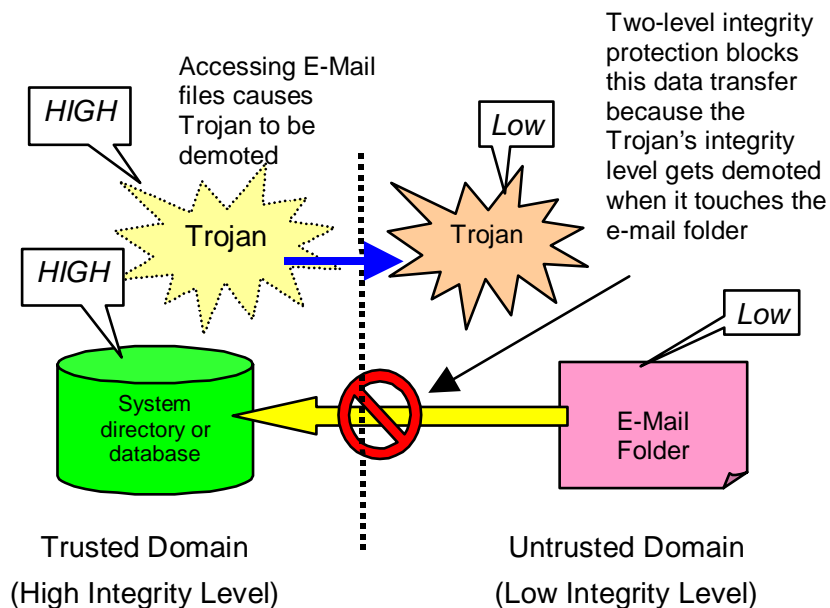 Accessing E-Mail
files causes
Trojan to be
demoted
Two-level integrity
protection blocks
this data transfer
because the
Trojan's integrity
level gets demoted
when it touches the
e-mail folder
HIGH
Low
Trojan
Trojan
HIGH
Low
System
directory or
database
E-Mail
Folder
Trusted Domain
(High Integrity Level)
Untrusted Domain
(Low Integrity Level)